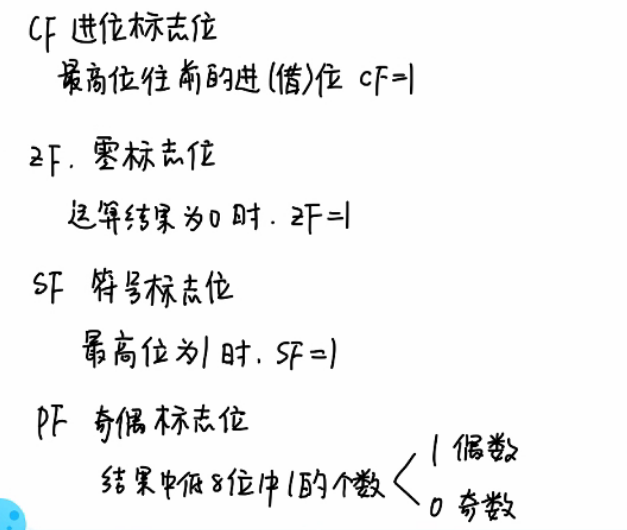 CF 进位标志位
最高位往前的进(借)位 CF=1
ZF. 零标志位
运算结果为0时. ZF=1
SF 符号标志位
最高位为1时. SF=1
PF 奇偶标志位
结果中低8位中1的个数 < 1 偶数
0 奇数